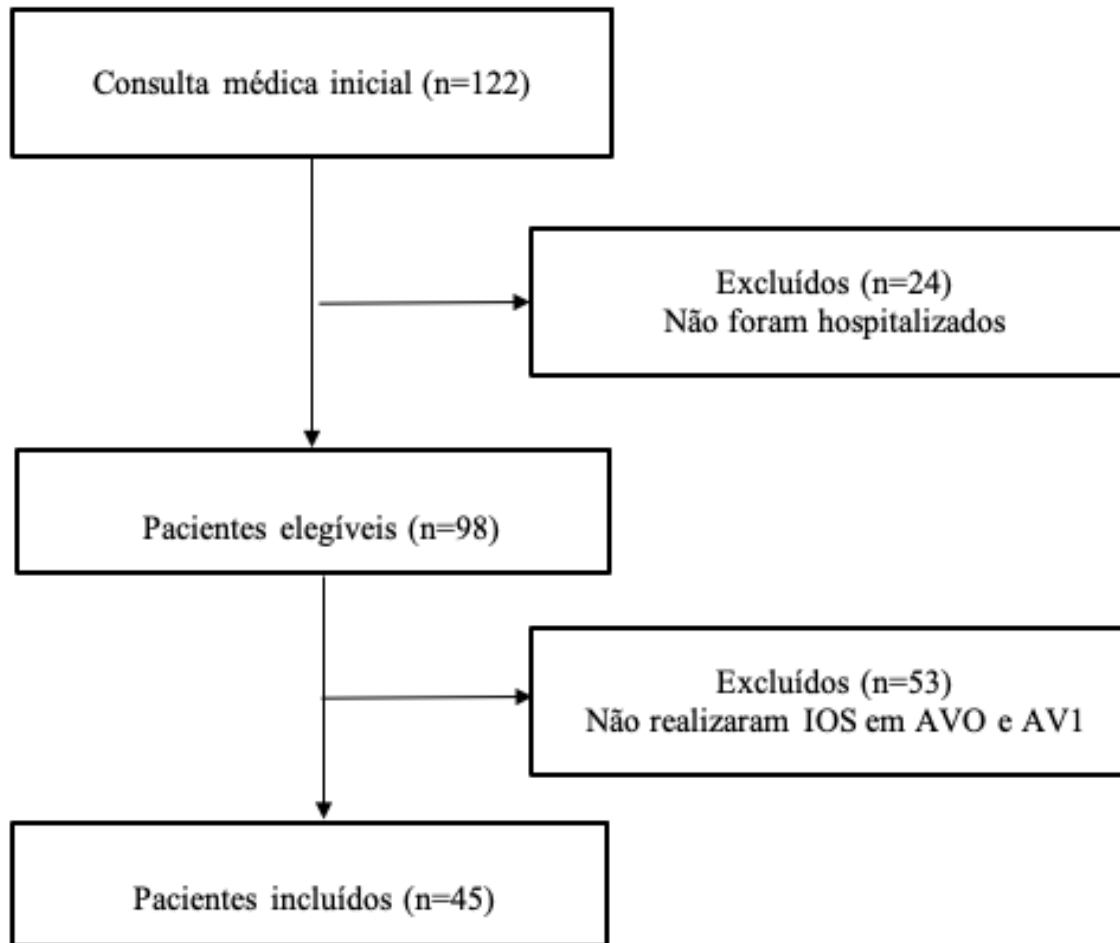 Consulta médica inicial (n=122)
Excluídos (n=24)
Não foram hospitalizados
Pacientes elegíveis (n=98)
Excluídos (n=53)
Não realizaram IOS em AVO e AV1
Pacientes incluídos (n=45)